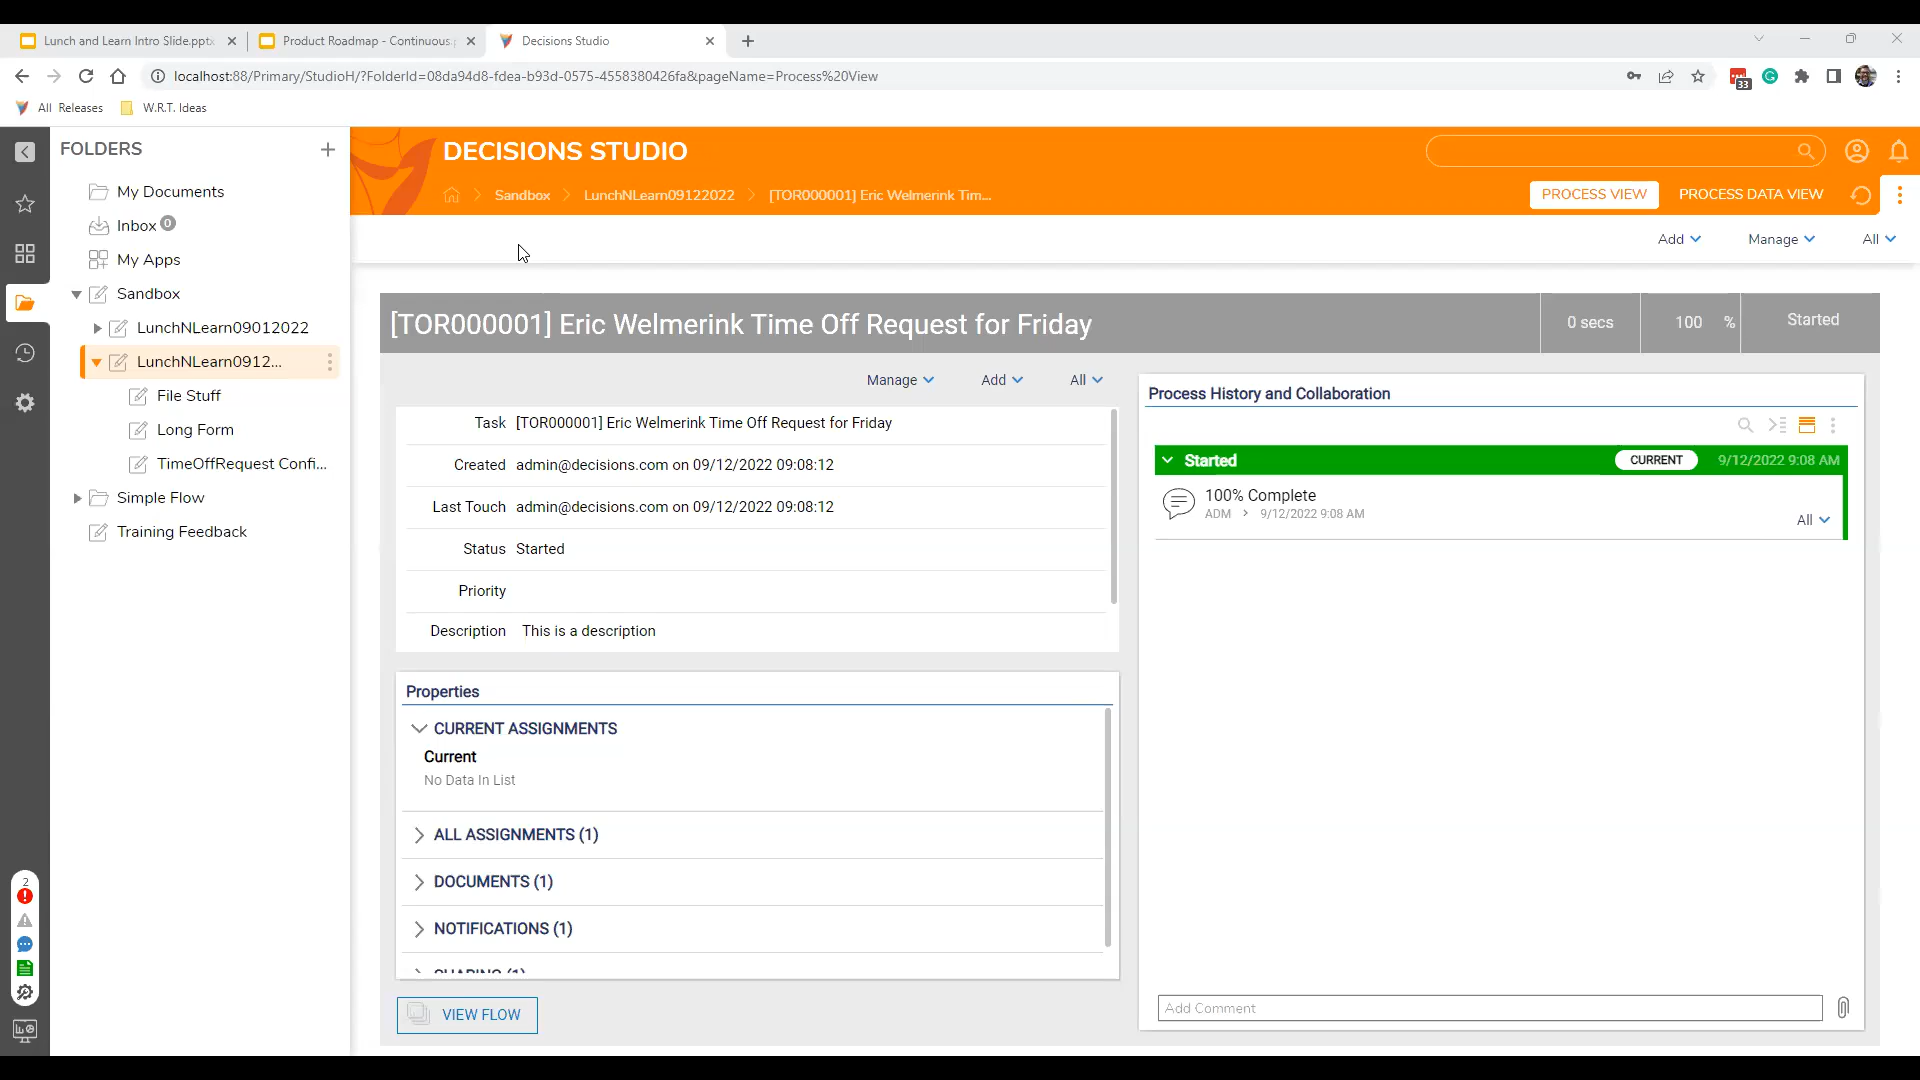 Lunch and Learn Intro Slide.pptx
Product Roadmap - Continuous
Decisions Studio
localhost:88/Primary/StudioH/?FolderId=08da94d8-fdea-b93d-0575-4558380426fa&pageName=Process%20View
33
All Releases
W.R.T. Ideas
FOLDERS
My Documents
Inbox 0
My Apps
Sandbox
LunchNLearn09012022
LunchNLearn0912...
File Stuff
Long Form
TimeOffRequest Confi...
Simple Flow
Training Feedback
2
DECISIONS STUDIO
Sandbox
LunchNLearn09122022
[TOR000001] Eric Welmerink Tim...
PROCESS VIEW
PROCESS DATA VIEW
Add
Manage
All
[TOR000001] Eric Welmerink Time Off Request for Friday
0 secs
100 %
Started
Manage
Add
All
Task [TOR000001] Eric Welmerink Time Off Request for Friday
Created admin@decisions.com on 09/12/2022 09:08:12
Last Touch admin@decisions.com on 09/12/2022 09:08:12
Status Started
Priority
Description This is a description
Properties
CURRENT ASSIGNMENTS
Current
No Data In List
ALL ASSIGNMENTS (1)
DOCUMENTS (1)
NOTIFICATIONS (1)
SHARING (1)
VIEW FLOW
Process History and Collaboration
Started
CURRENT
9/12/2022 9:08 AM
100% Complete
ADM > 9/12/2022 9:08 AM
All
Add Comment